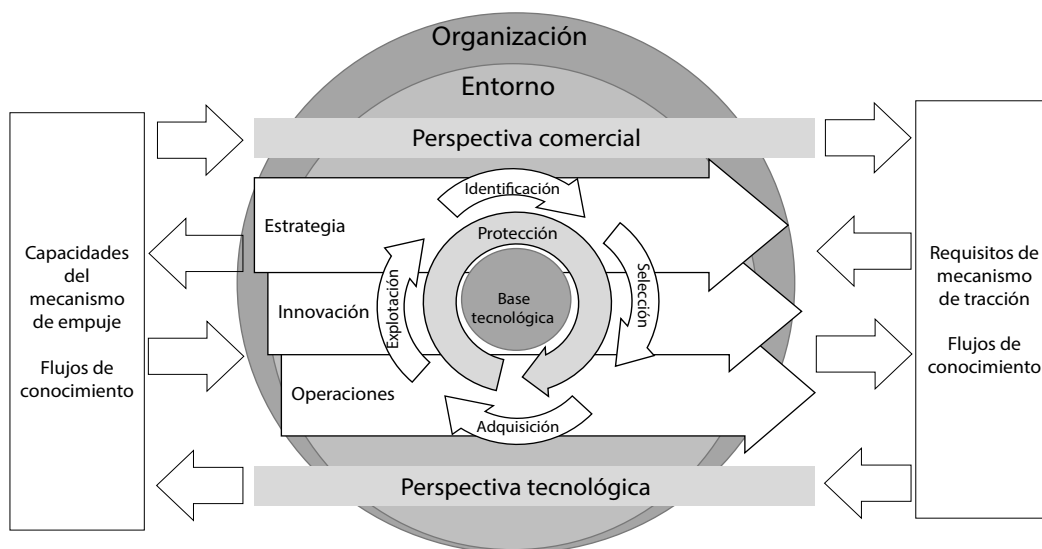 Organización
Entorno
Perspectiva comercial
Identificación
Estrategia
Protección
Selección
Capacidades
del
mecanismo
de empuje
Flujos de
conocimiento
Innovación
Explotación
Base
tecnológica
Requisitos de
mecanismo
de tracción
Flujos de
conocimiento
Operaciones
Adquisición
Perspectiva tecnológica